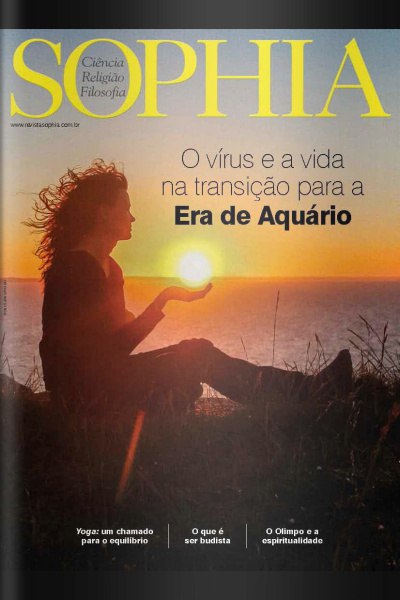 SOPHIA
Ciência
Religião
Filosofia
www.revistasophia.com.br
O vírus e a vida
na transição para a
Era de Aquário
Yoga: um chamado
para o equilíbrio
O que é
ser budista
O Olimpo e a
espiritualidade